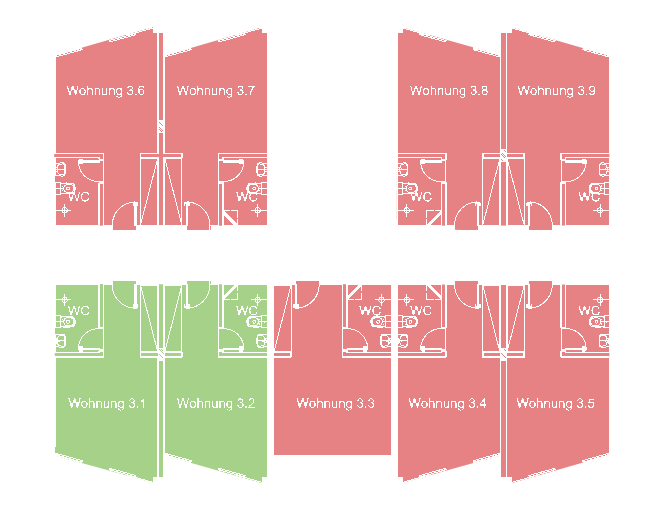 Wohnung 3.6
Wohnung 3.7
Wohnung 3.8
Wohnung 3.9
WC
WC
WC
WC
WC
WC
WC
WC
WC
Wohnung 3.1
Wohnung 3.2
Wohnung 3.3
Wohnung 3.4
Wohnung 3.5